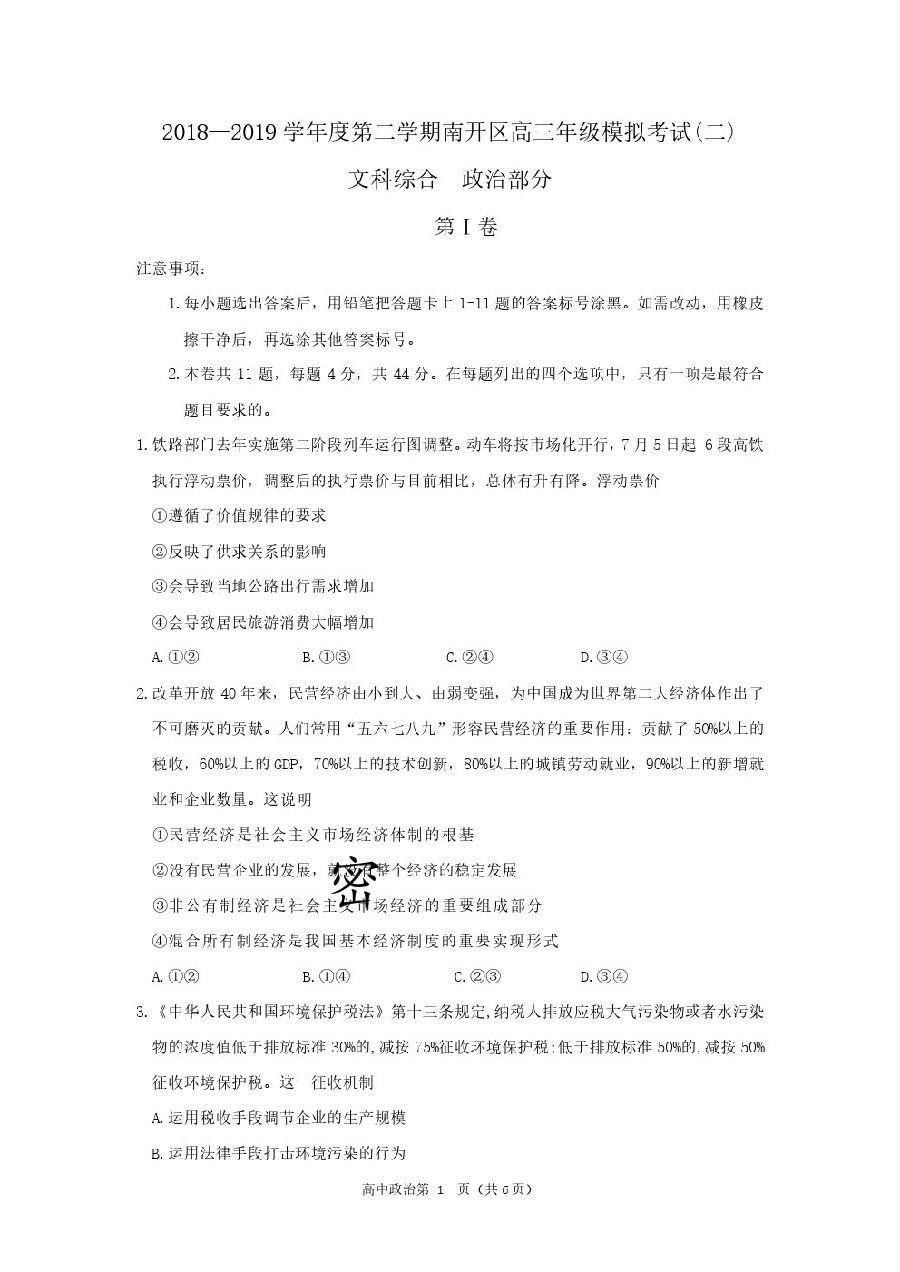 2018—2019学年度第二学期南开区高三年级模拟考试(二)
文科综合 政治部分
第Ⅰ卷
注意事项:
1.每小题选出答案后，用铅笔把答题卡上1-11题的答案标号涂黑。如需改动，用橡皮
擦干净后，再选涂其他答案标号。
2.本卷共11题，每题4分，共44分。在每题列出的四个选项中，只有一项是最符合
题目要求的。
1.铁路部门去年实施第二阶段列车运行图调整。动车将按市场化开行，7月5日起 6段高铁
执行浮动票价，调整后的执行票价与目前相比，总体有升有降。浮动票价
①遵循了价值规律的要求
②反映了供求关系的影响
③会导致当地公路出行需求增加
④会导致居民旅游消费大幅增加
A.①② B.①③ C.②④ D.③④
2.改革开放40年来，民营经济由小到大、由弱变强，为中国成为世界第二大经济体作出了
不可磨灭的贡献。人们常用“五六七八九”形容民营经济的重要作用：贡献了50%以上的
税收，60%以上的GDP，70%以上的技术创新，80%以上的城镇劳动就业，90%以上的新增就
业和企业数量。这说明
①民营经济是社会主义市场经济体制的根基
②没有民营企业的发展，就 整个经济的稳定发展
密
③非公有制经济是社会主义市场经济的重要组成部分
④混合所有制经济是我国基本经济制度的重要实现形式
A.①② B.①④ C.②③ D.③④
3.《中华人民共和国环境保护税法》第十三条规定,纳税人排放应税大气污染物或者水污染
物的浓度值低于排放标准30%的,减按75%征收环境保护税;低于排放标准50%的,减按50%
征收环境保护税。这 征收机制
A.运用税收手段调节企业的生产规模
B.运用法律手段打击环境污染的行为
高中政治第 1 页（共6页）